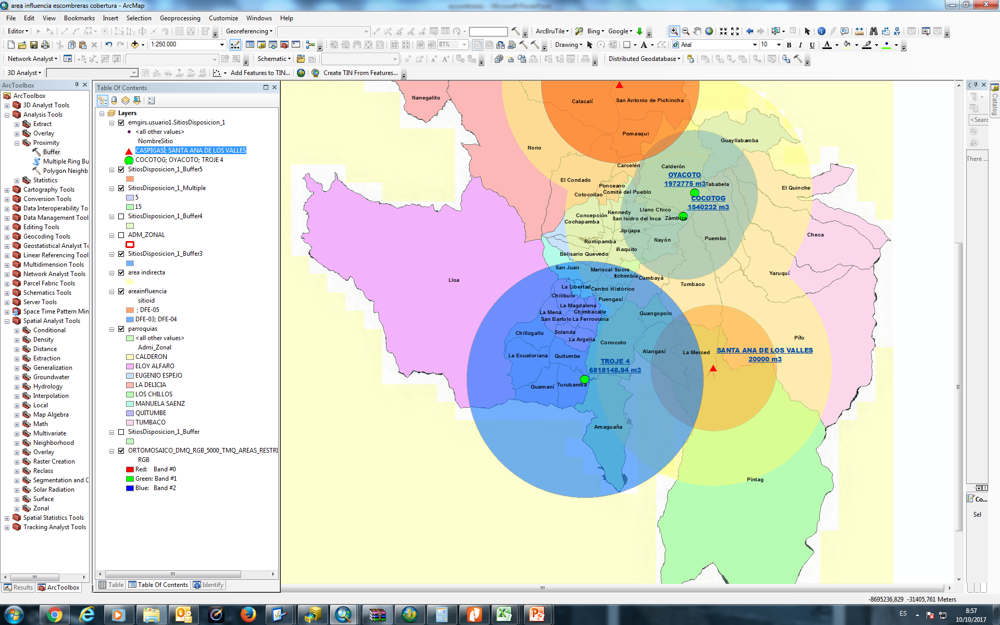 area influencia escombreras cobertura - ArcMap
File Edit View Bookmarks Insert Selection Geoprocessing Customize Windows Help
Editor Georeferencing ArcBruTile Bing Google
1:250.000 81% Drawing Arial 10 B I U A
Network Analyst Schematic Distributed Geodatabase
3D Analyst Add Features to TIN... Create TIN From Features...
ArcToolbox
ArcToolbox
3D Analyst Tools
Analysis Tools
Extract
Overlay
Proximity
Buffer
Multiple Ring Bu
Polygon Neighb
Statistics
Cartography Tools
Conversion Tools
Data Interoperability To
Data Management Tool
Editing Tools
Geocoding Tools
Geostatistical Analyst To
Linear Referencing Tool
Multidimension Tools
Network Analyst Tools
Parcel Fabric Tools
Schematics Tools
Server Tools
Space Time Pattern Min
Spatial Analyst Tools
Conditional
Density
Distance
Extraction
Generalization
Groundwater
Hydrology
Interpolation
Local
Map Algebra
Math
Multivariate
Neighborhood
Overlay
Raster Creation
Reclass
Segmentation and C
Solar Radiation
Surface
Zonal
Spatial Statistics Tools
Tracking Analyst Tools
Results ArcToolbox
Table Of Contents
Layers
emgirs.usuario1.SitiosDisposicion_1
<all other values>
NombreSitio
CASPIGASÍ; SANTA ANA DE LOS VALLES
COCOTOG; OYACOTO; TROJE 4
SitiosDisposicion_1_Buffer5
SitiosDisposicion_1_Multiple
5
15
SitiosDisposicion_1_Buffer4
ADM_ZONAL
SitiosDisposicion_1_Buffer3
area indirecta
areainfluencia
sitioid
; DFE-05
DFE-03; DFE-04
parroquias
<all other values>
Admi_Zonal
CALDERON
ELOY ALFARO
EUGENIO ESPEJO
LA DELICIA
LOS CHILLOS
MANUELA SAENZ
QUITUMBE
TUMBACO
SitiosDisposicion_1_Buffer
ORTOMOSAICO_DMQ_RGB_5000_TMQ_AREAS_RESTRI
RGB
Red: Band #0
Green: Band #1
Blue: Band #2
Table Table Of Contents Identify
Nanegalito
Calacalí
San Antonio de Pichincha
Pomasqui
Guayllabamba
Nono
Carcelén
Calderón
OYACOTO
1972775 m3
El Condado
Ponceano
Tababela
El Quinche
Cotocollao
Comité del Pueblo
COCOTOG
1540232 m3
Kennedy
Llano Chico
Concepción
San Isidro del Inca
Zámbiza
Cochapamba
Jipijapa
Checa
Rumipamba
Nayón
Puembo
Iñaquito
Belisario Quevedo
San Juan
Mariscal Sucre
Itchimbía
Cumbayá
Yaruquí
Lloa
Tumbaco
La Libertad
Centro Histórico
Chilibulo
Puengasí
La Magdalena
La Mena
Chimbacalle
Guangopolo
San Bartolo
La Ferroviaria
Chillogallo
Solanda
La Argelia
Conocoto
Pifo
La Ecuatoriana
Quitumbe
Alangasí
La Merced
SANTA ANA DE LOS VALLES
20000 m3
TROJE 4
6818148,94 m3
Guamaní
Turubamba
Amaguaña
Píntag
Catalog
<Searc
There ...
Co...
Sel
-8695236,829 -31405,761 Meters
ES
8:57
10/10/2017